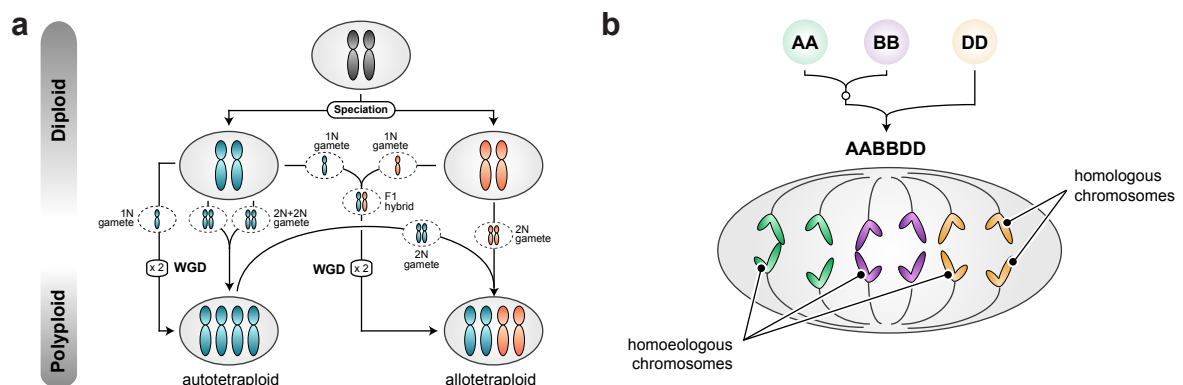 a
Diploid
Polyploid
Speciation
1N
gamete
1N
gamete
1N
gamete
2N+2N
gamete
F1
hybrid
2N
gamete
2N
gamete
x 2
WGD
WGD
x 2
autotetraploid
allotetraploid
b
AA
BB
DD
AABBDD
homologous
chromosomes
homoeologous
chromosomes